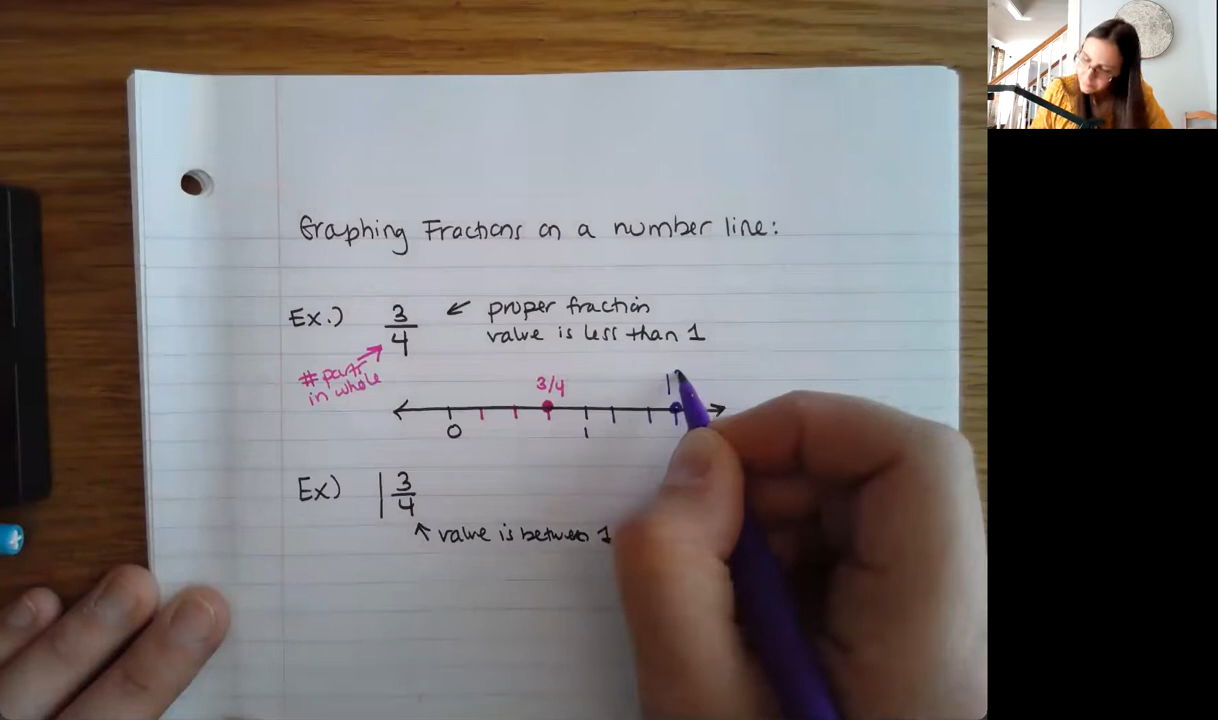 Graphing Fractions on a number line:
Ex.) 3/4 ← proper fraction
value is less than 1
# parts
in whole
3/4
0 1
Ex) 1 3/4
↑ value is between 1